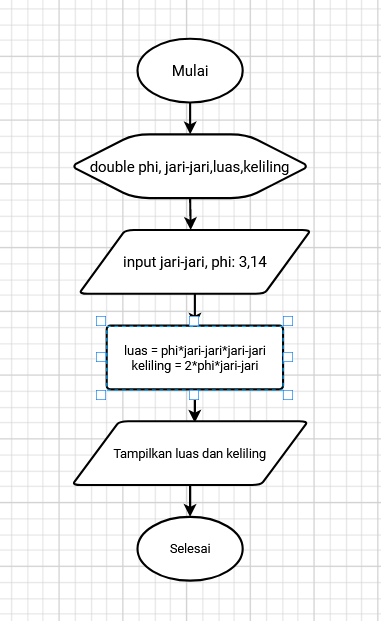 Mulai
double phi, jari-jari,luas,keliling
input jari-jari, phi: 3,14
luas = phi*jari-jari*jari-jari
keliling = 2*phi*jari-jari
Tampilkan luas dan keliling
Selesai